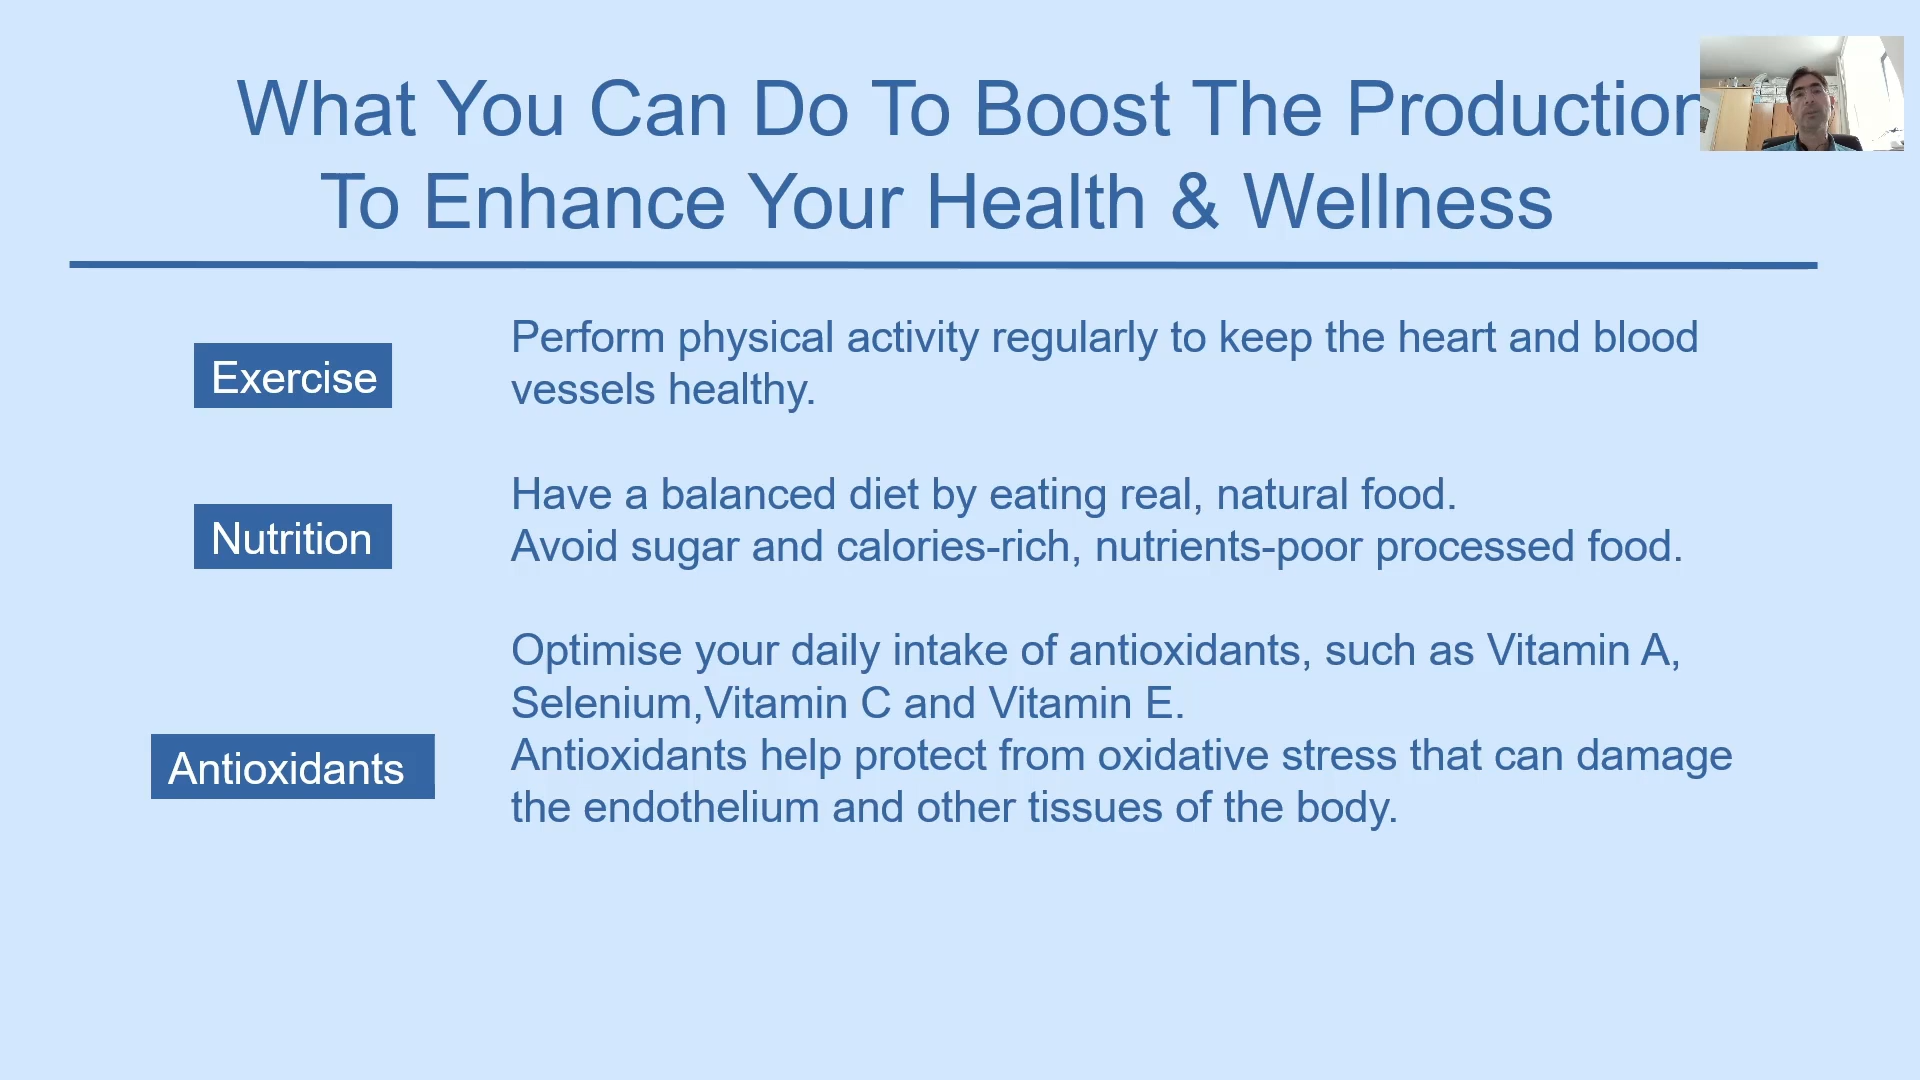 What You Can Do To Boost The Production
To Enhance Your Health & Wellness
Exercise
Perform physical activity regularly to keep the heart and blood
vessels healthy.
Nutrition
Have a balanced diet by eating real, natural food.
Avoid sugar and calories-rich, nutrients-poor processed food.
Antioxidants
Optimise your daily intake of antioxidants, such as Vitamin A,
Selenium,Vitamin C and Vitamin E.
Antioxidants help protect from oxidative stress that can damage
the endothelium and other tissues of the body.